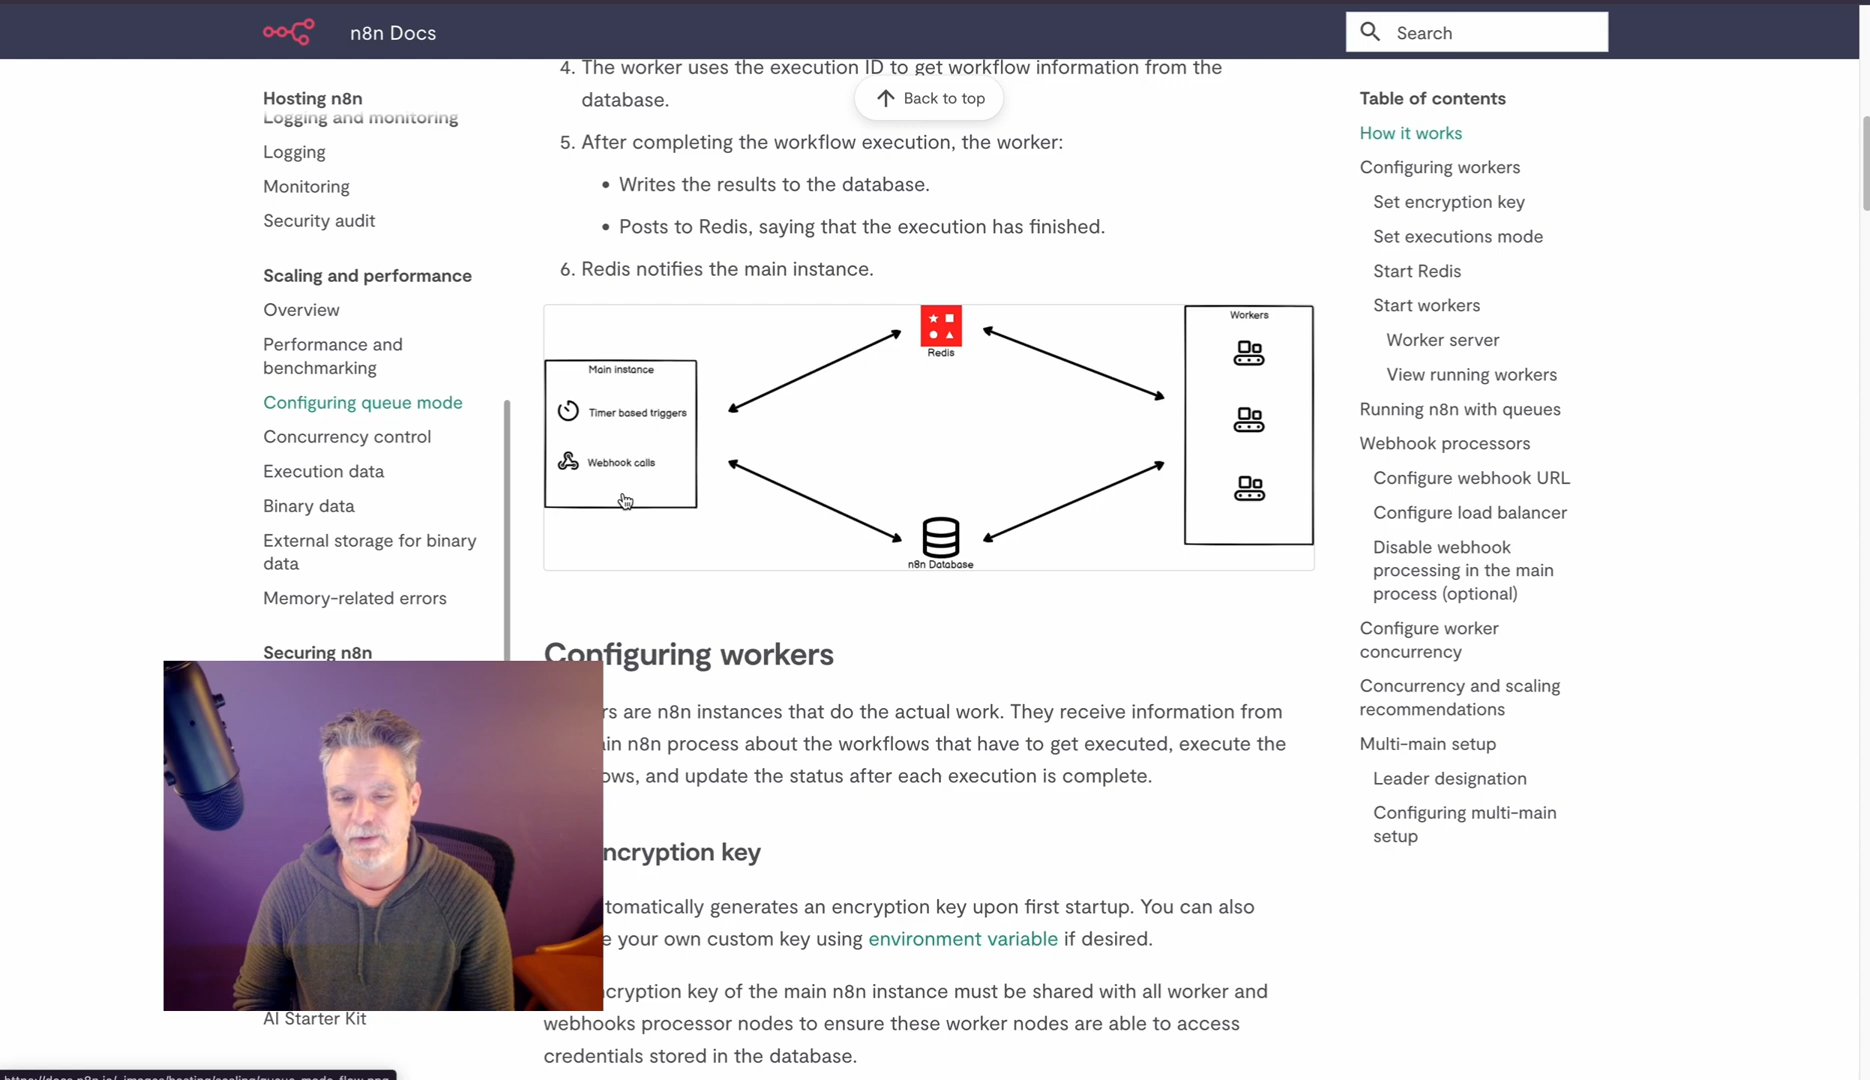 n8n Docs
Search
Hosting n8n
Logging and monitoring
Logging
Monitoring
Security audit
Scaling and performance
Overview
Performance and
benchmarking
Configuring queue mode
Concurrency control
Execution data
Binary data
External storage for binary
data
Memory-related errors
Securing n8n
AI Starter Kit
4. The worker uses the execution ID to get workflow information from the
database.
Back to top
5. After completing the workflow execution, the worker:
• Writes the results to the database.
• Posts to Redis, saying that the execution has finished.
6. Redis notifies the main instance.
Main instance
Timer based triggers
Webhook calls
Redis
n8n Database
Workers
Configuring workers
are n8n instances that do the actual work. They receive information from
n8n process about the workflows that have to get executed, execute the
and update the status after each execution is complete.
ncryption key
tomatically generates an encryption key upon first startup. You can also
your own custom key using environment variable if desired.
cryption key of the main n8n instance must be shared with all worker and
webhooks processor nodes to ensure these worker nodes are able to access
credentials stored in the database.
Table of contents
How it works
Configuring workers
Set encryption key
Set executions mode
Start Redis
Start workers
Worker server
View running workers
Running n8n with queues
Webhook processors
Configure webhook URL
Configure load balancer
Disable webhook
processing in the main
process (optional)
Configure worker
concurrency
Concurrency and scaling
recommendations
Multi-main setup
Leader designation
Configuring multi-main
setup